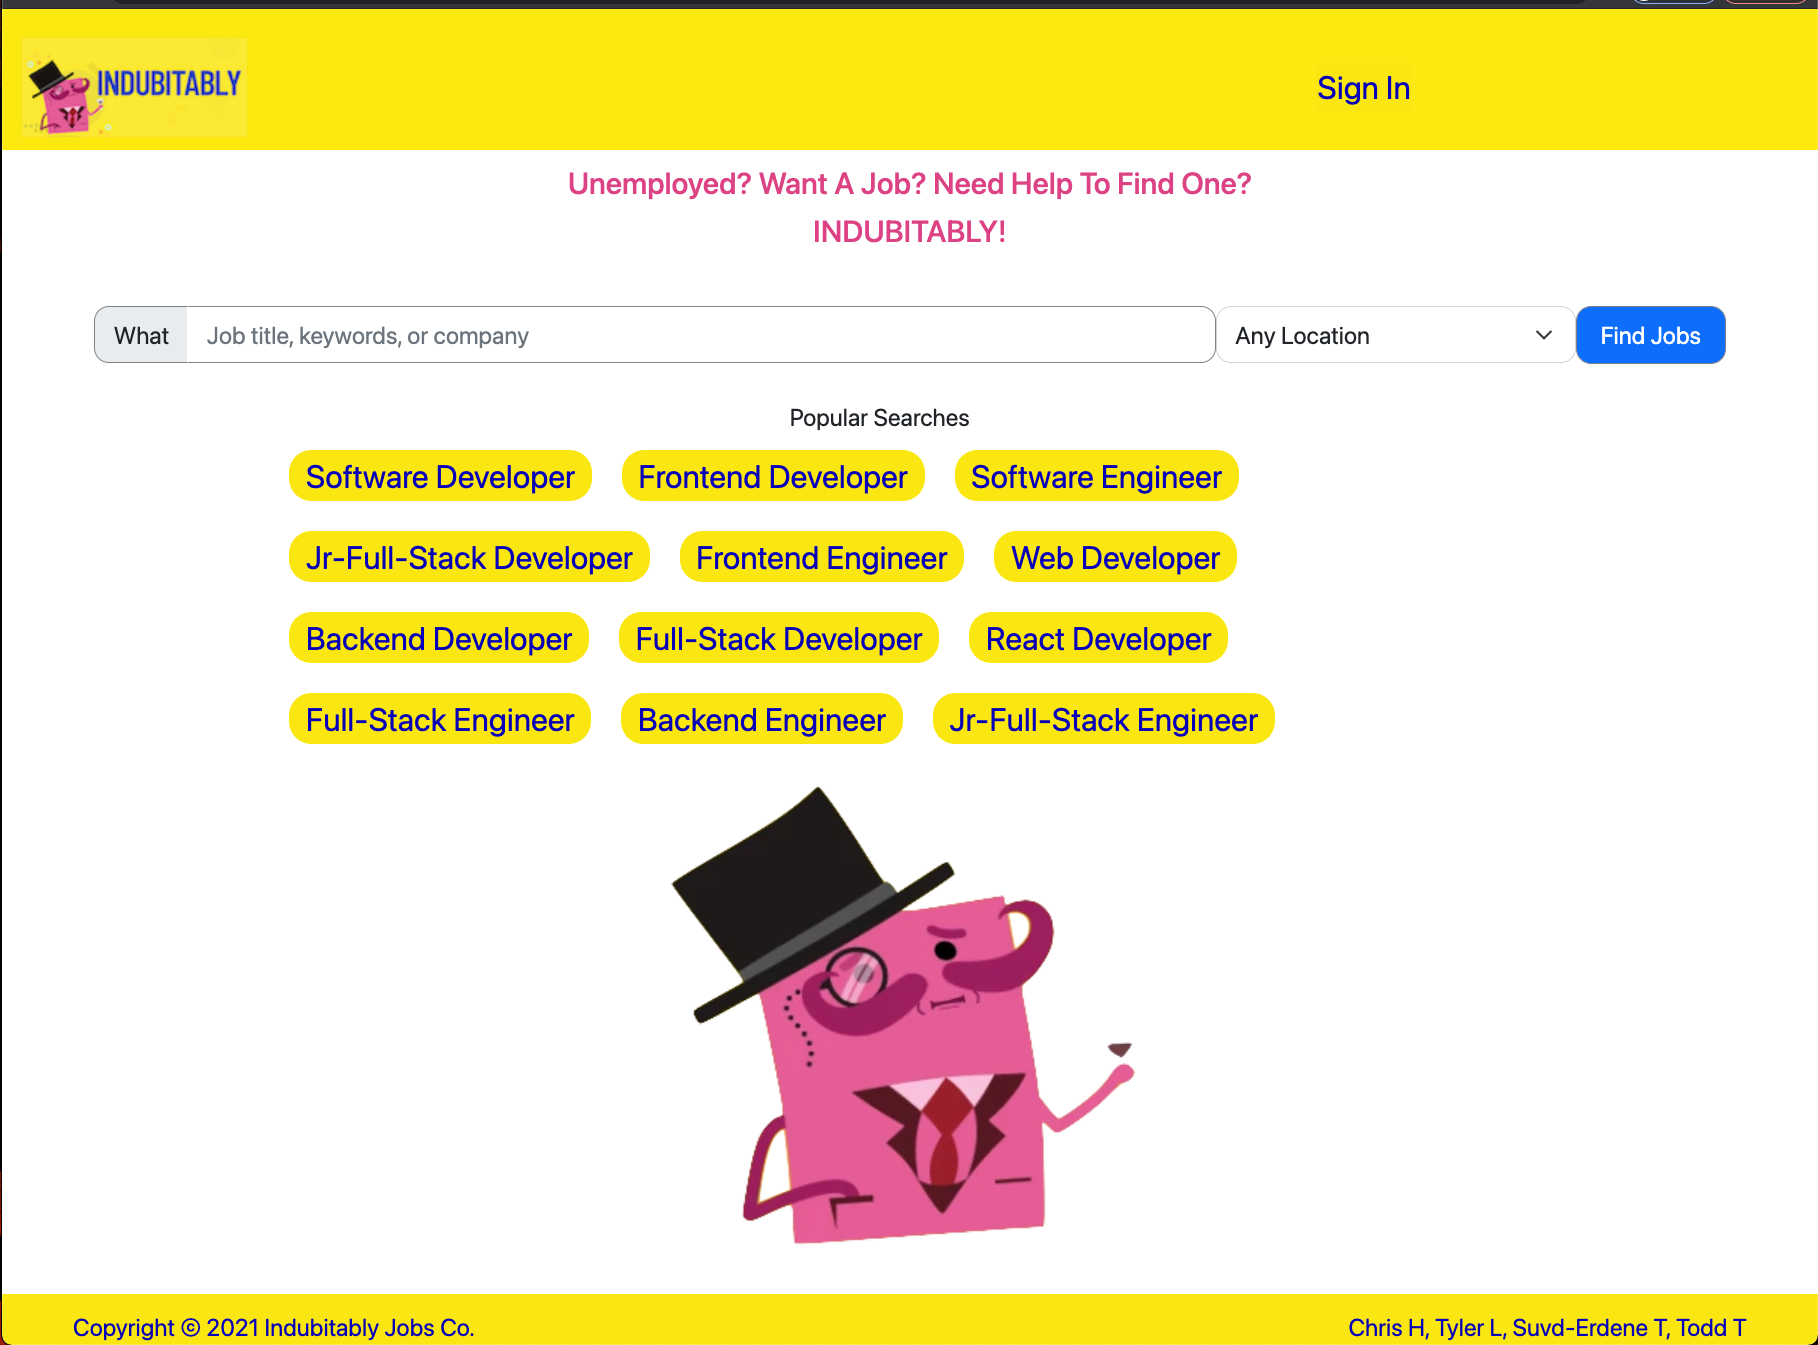 INDUBITABLY
Sign In
Unemployed? Want A Job? Need Help To Find One?
INDUBITABLY!
What Job title, keywords, or company Any Location Find Jobs
Popular Searches
Software Developer Frontend Developer Software Engineer
Jr-Full-Stack Developer Frontend Engineer Web Developer
Backend Developer Full-Stack Developer React Developer
Full-Stack Engineer Backend Engineer Jr-Full-Stack Engineer
Copyright © 2021 Indubitably Jobs Co. Chris H, Tyler L, Suvd-Erdene T, Todd T